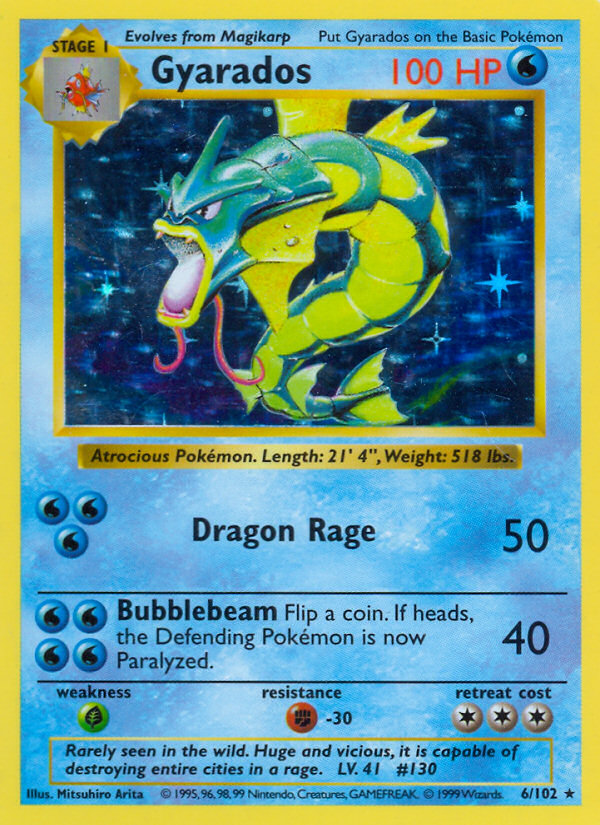 STAGE 1
Evolves from Magikarp Put Gyarados on the Basic Pokémon
Gyarados 100 HP
Atrocious Pokémon. Length: 21' 4", Weight: 518 lbs.
Dragon Rage 50
Bubblebeam Flip a coin. If heads,
the Defending Pokémon is now
Paralyzed.
40
weakness resistance retreat cost
-30
Rarely seen in the wild. Huge and vicious, it is capable of
destroying entire cities in a rage. LV. 41 #130
Illus. Mitsuhiro Arita © 1995, 96, 98, 99 Nintendo, Creatures, GAMEFREAK. © 1999 Wizards. 6/102 ★